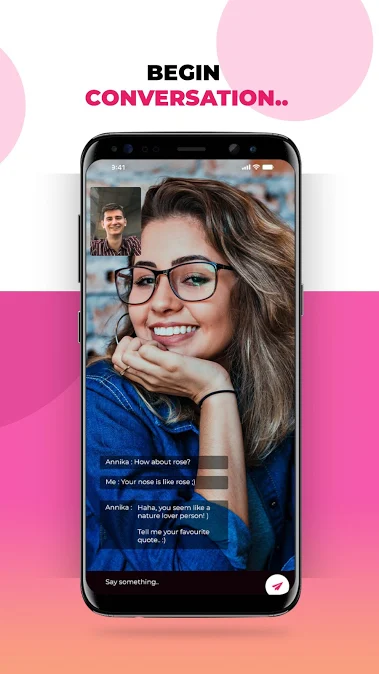 BEGIN
CONVERSATION..
9:41
Annika : How about rose?
Me : Your nose is like rose ;)
Annika : Haha, you seem like a
nature lover person! )
Tell me your favourite
quote.. :)
Say something..